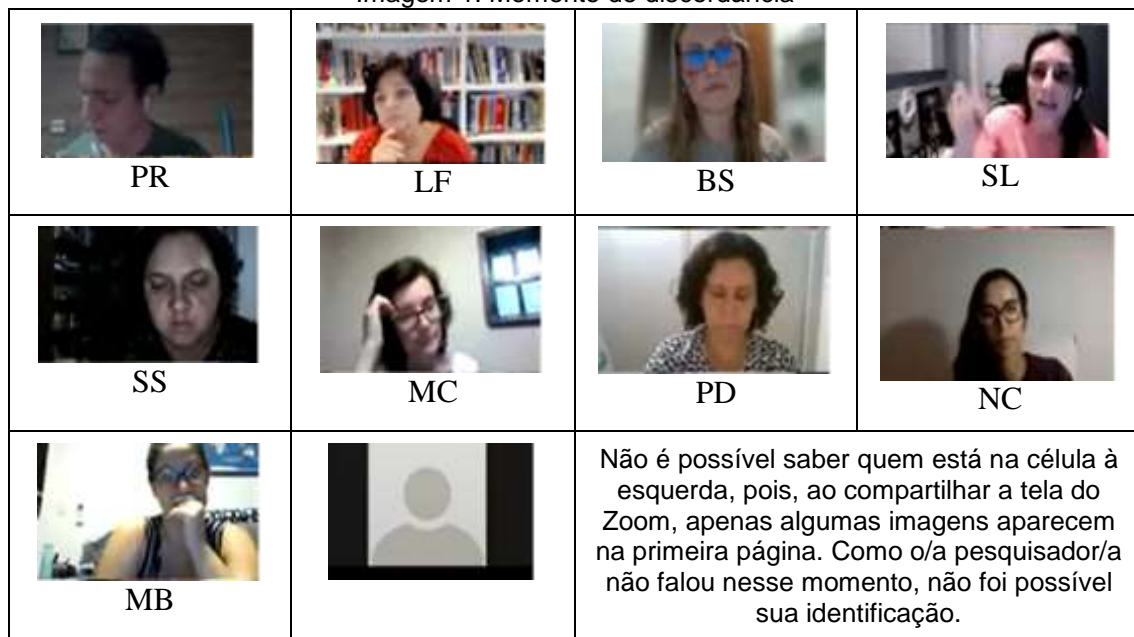 Imagem 1: Momento de discordância
PR
LF
BS
SL
SS
MC
PD
NC
MB
Não é possível saber quem está na célula à
esquerda, pois, ao compartilhar a tela do
Zoom, apenas algumas imagens aparecem
na primeira página. Como o/a pesquisador/a
não falou nesse momento, não foi possível
sua identificação.